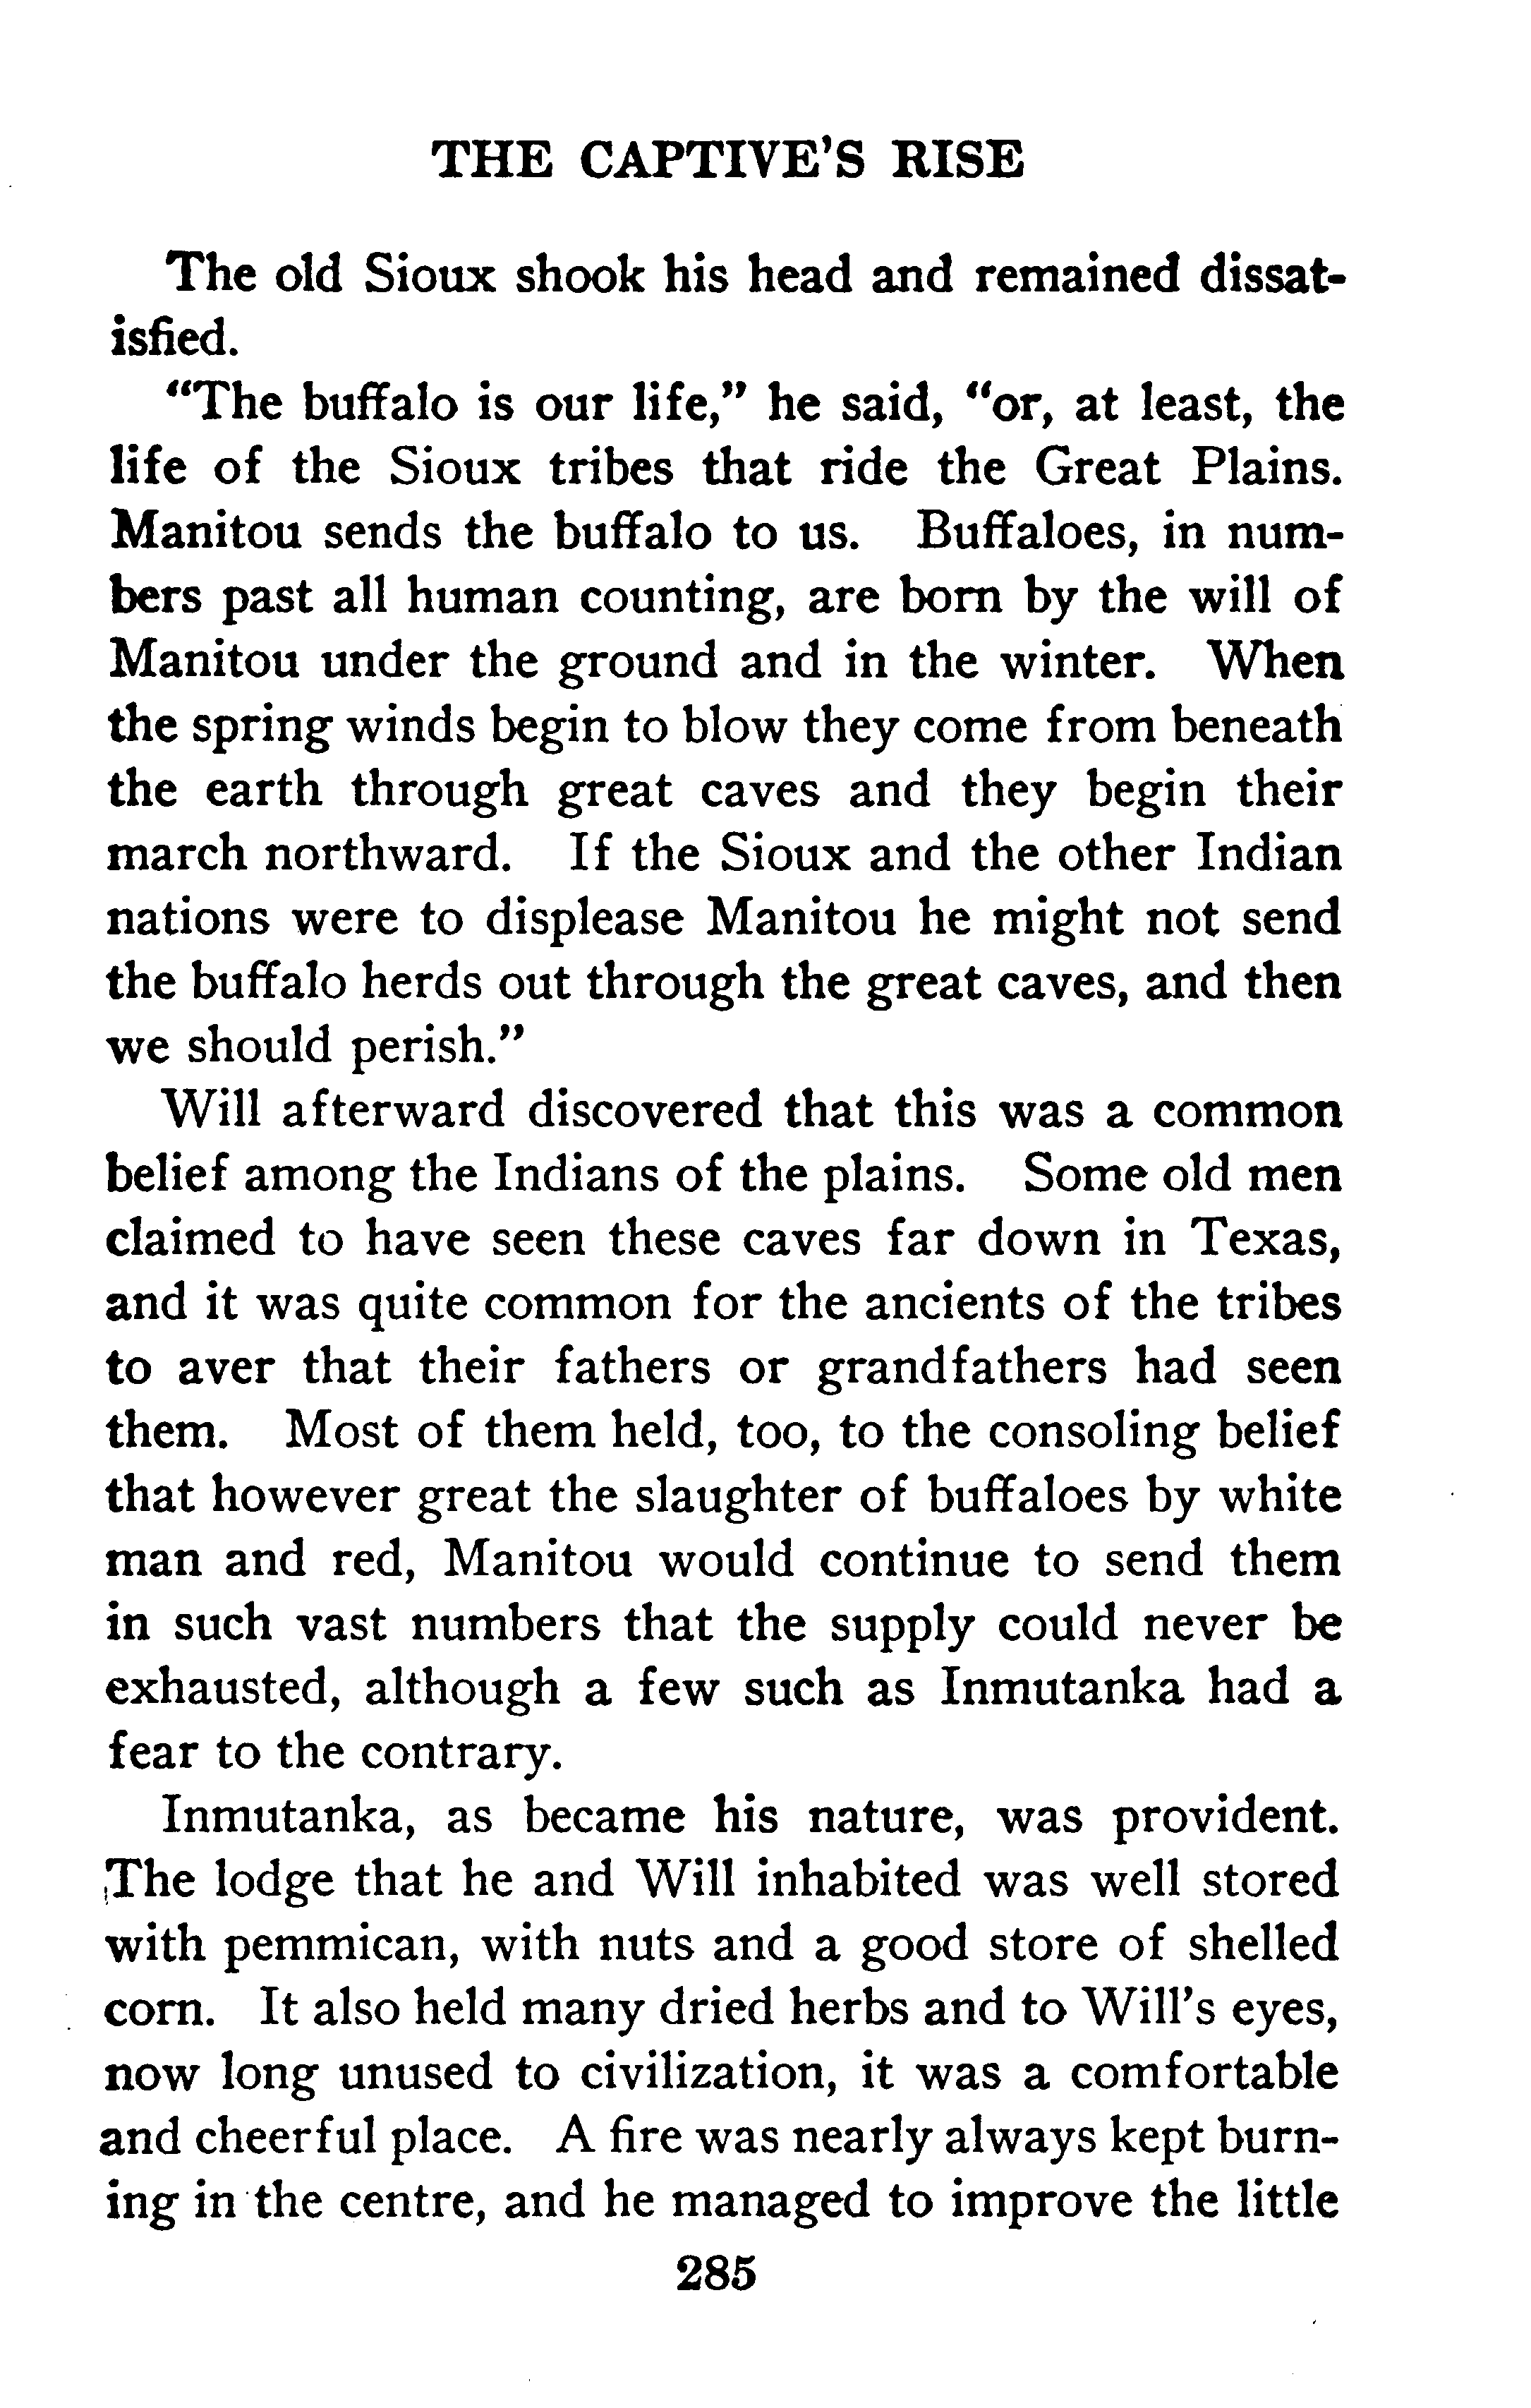 THE CAPTIVE'S RISE
The old Sioux shook his head and remained dissat-
isfied.
"The buffalo is our life," he said, "or, at least, the
life of the Sioux tribes that ride the Great Plains.
Manitou sends the buffalo to us. Buffaloes, in num-
bers past all human counting, are born by the will of
Manitou under the ground and in the winter. When
the spring winds begin to blow they come from beneath
the earth through great caves and they begin their
march northward. If the Sioux and the other Indian
nations were to displease Manitou he might not send
the buffalo herds out through the great caves, and then
we should perish."
Will afterward discovered that this was a common
belief among the Indians of the plains. Some old men
claimed to have seen these caves far down in Texas,
and it was quite common for the ancients of the tribes
to aver that their fathers or grandfathers had seen
them. Most of them held, too, to the consoling belief
that however great the slaughter of buffaloes by white
man and red, Manitou would continue to send them
in such vast numbers that the supply could never be
exhausted, although a few such as Inmutanka had a
fear to the contrary.
Inmutanka, as became his nature, was provident.
The lodge that he and Will inhabited was well stored
with pemmican, with nuts and a good store of shelled
corn. It also held many dried herbs and to Will's eyes,
now long unused to civilization, it was a comfortable
and cheerful place. A fire was nearly always kept burn-
ing in the centre, and he managed to improve the little
285